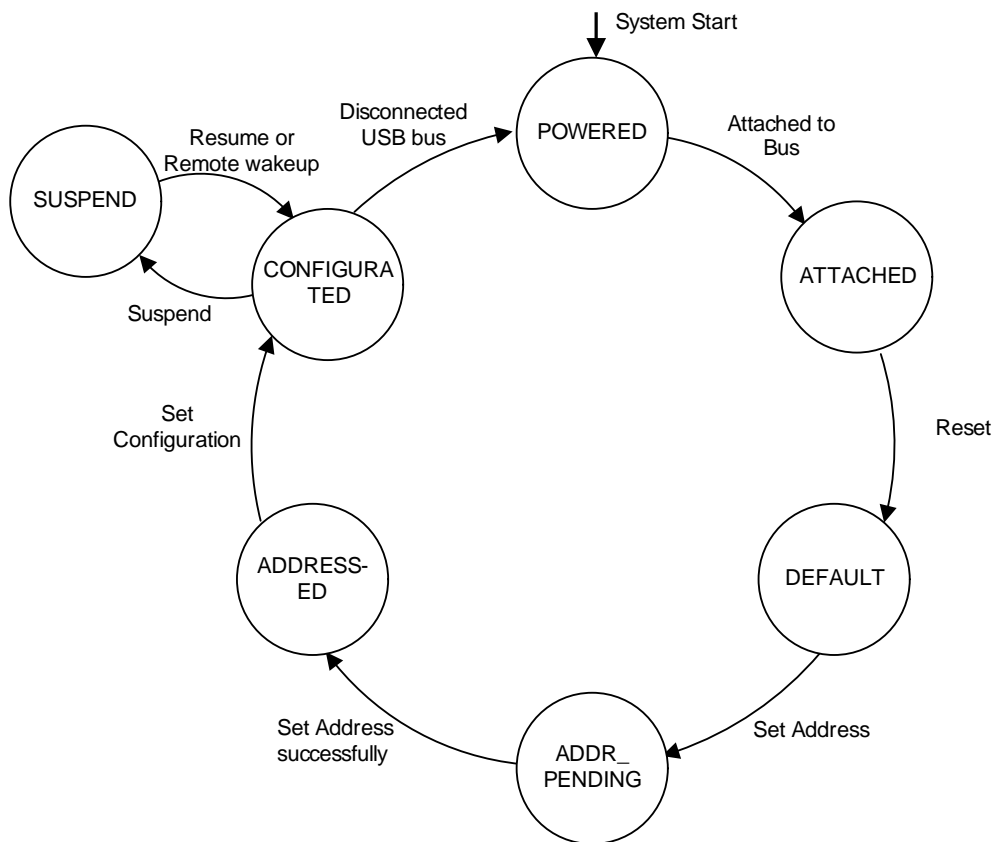 System Start
POWERED
Disconnected
USB bus
Attached to
Bus
Resume or
Remote wakeup
SUSPEND
CONFIGURA
TED
ATTACHED
Suspend
Set
Configuration
Reset
ADDRESS-
ED
DEFAULT
Set Address
successfully
Set Address
ADDR_
PENDING